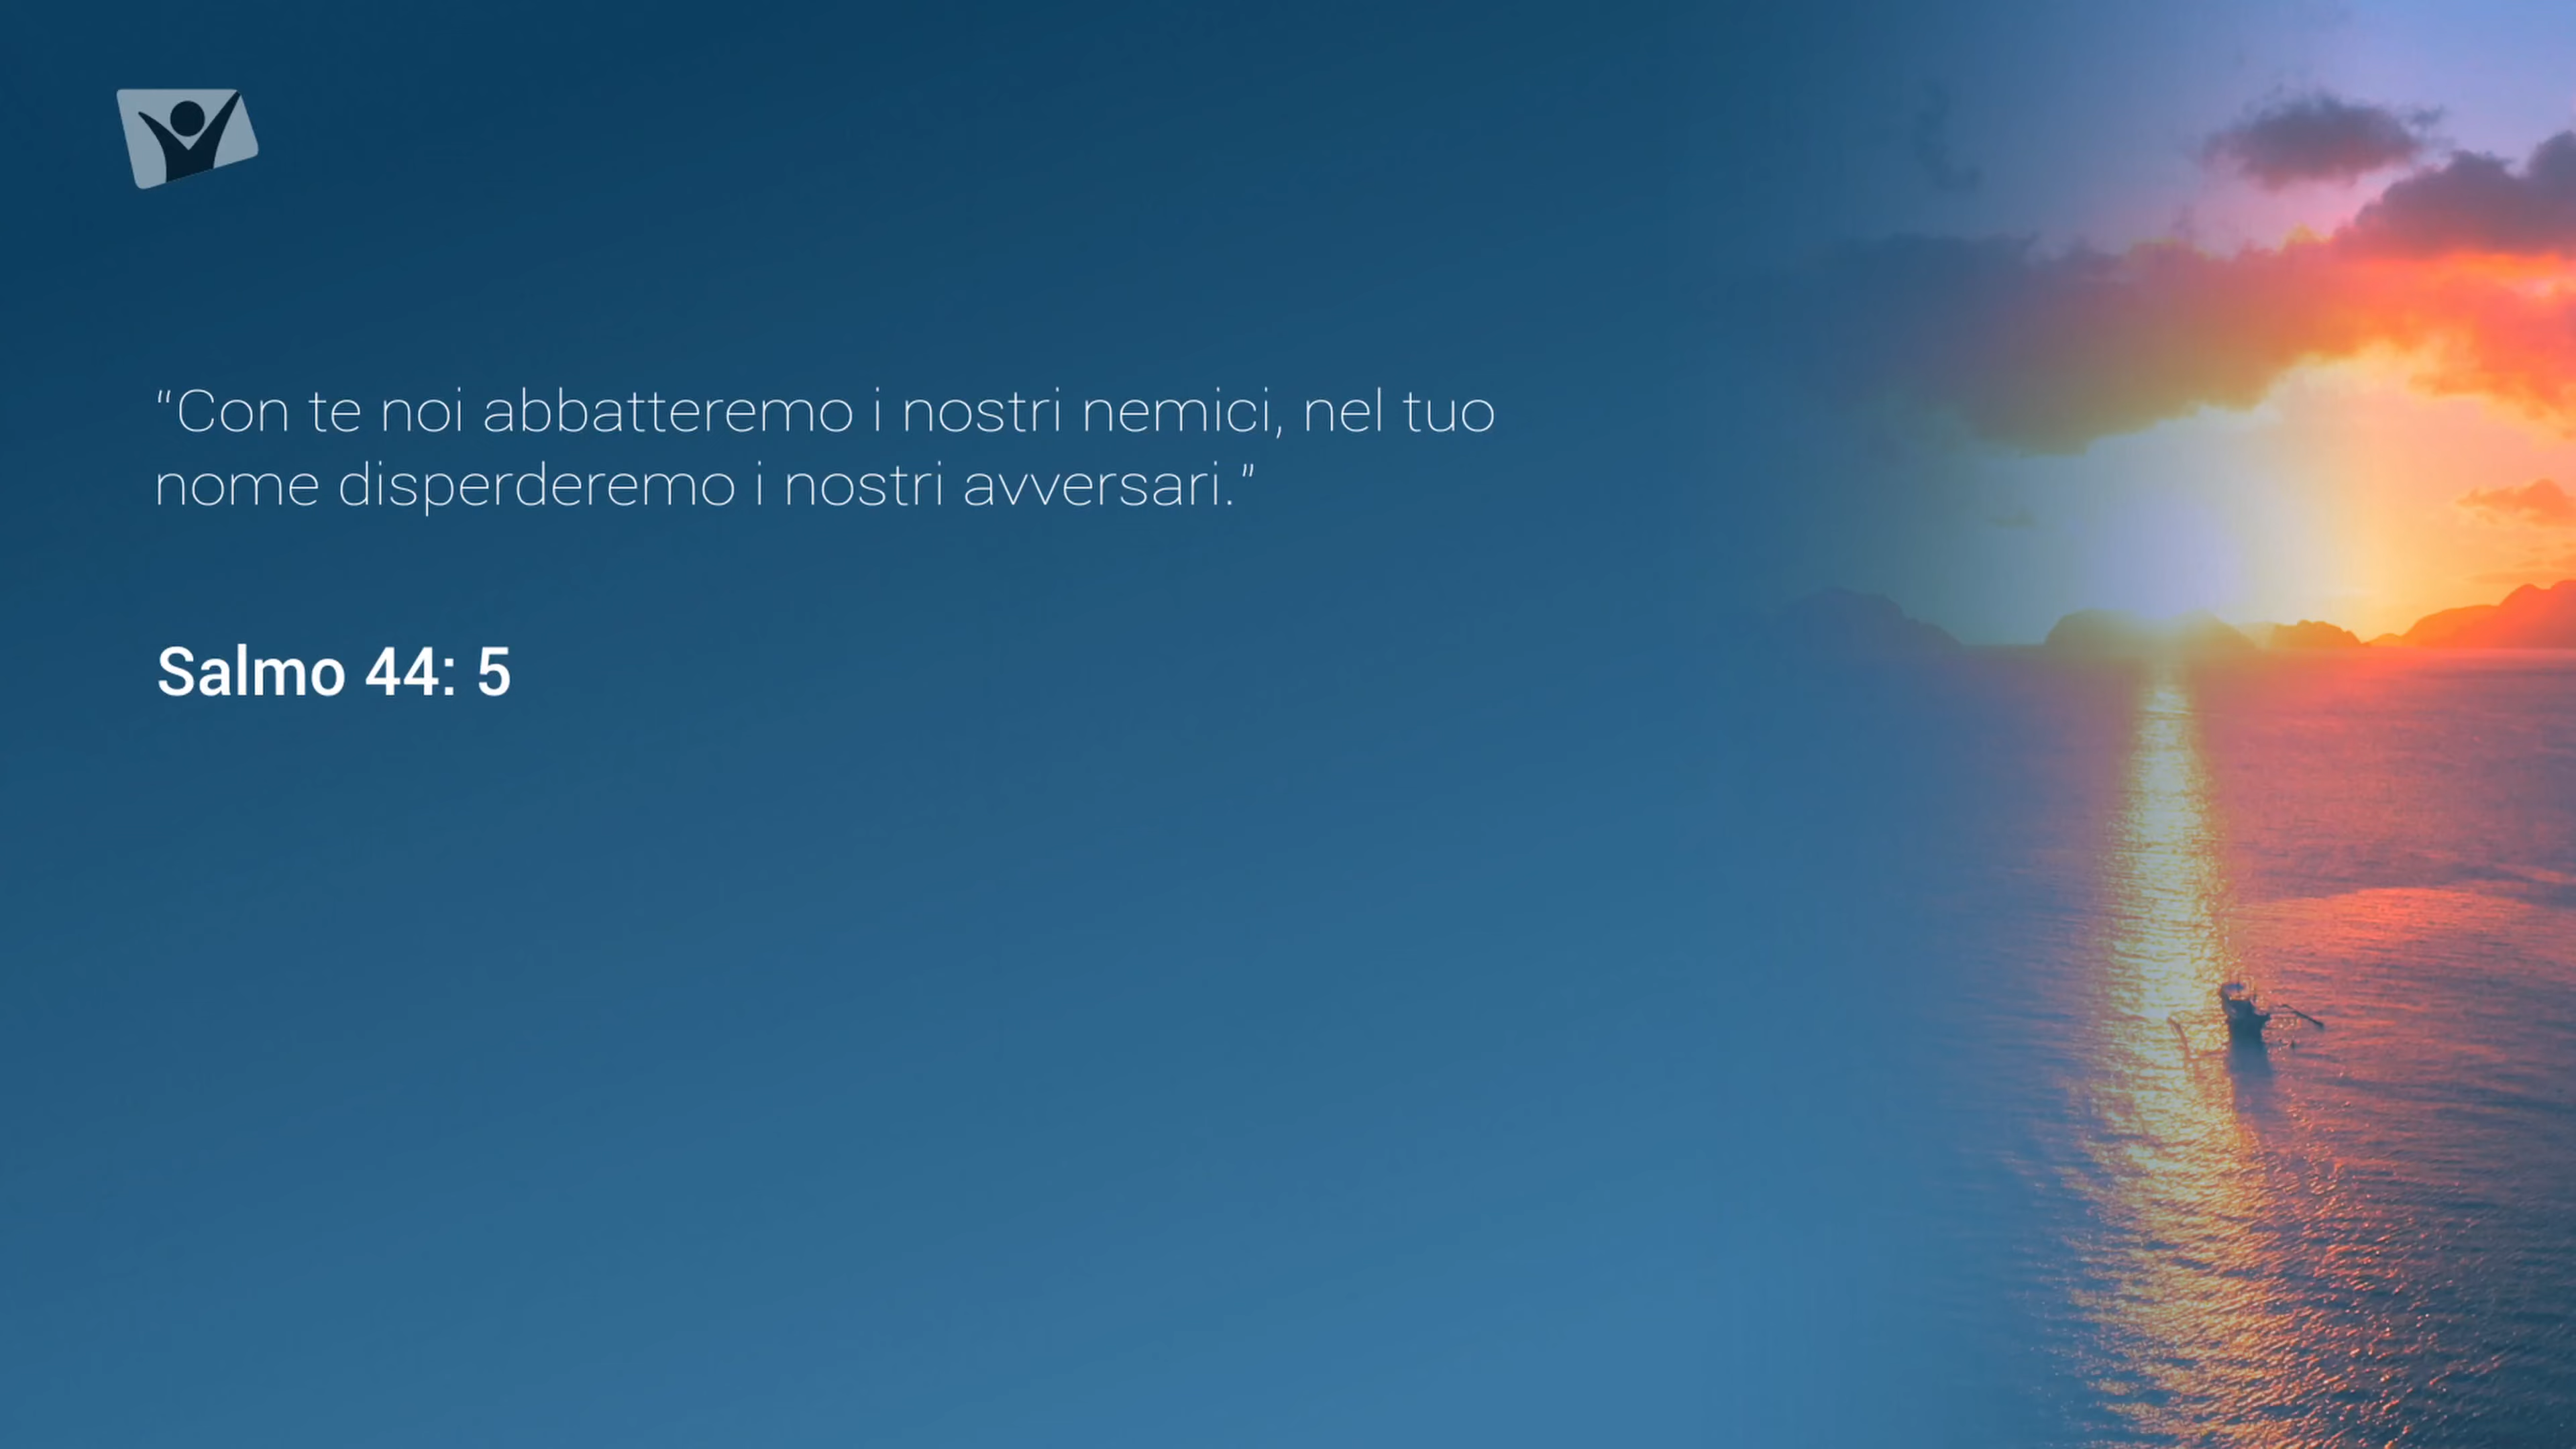 “Con te noi abbatteremo i nostri nemici, nel tuo
nome disperderemo i nostri avversari.”
Salmo 44: 5